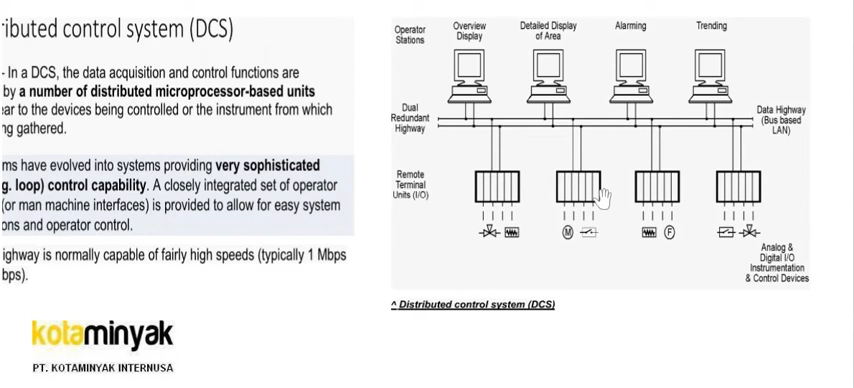 ributed control system (DCS)
- In a DCS, the data acquisition and control functions are
by a number of distributed microprocessor-based units
ar to the devices being controlled or the instrument from which
ng gathered.
ms have evolved into systems providing very sophisticated
g. loop) control capability. A closely integrated set of operator
(or man machine interfaces) is provided to allow for easy system
ons and operator control.
ighway is normally capable of fairly high speeds (typically 1 Mbps
bps).
kotaminyak
PT. KOTAMINYAK INTERNUSA
Operator
Stations
Overview
Display
Detailed Display
of Area
Alarming
Trending
Dual
Redundant
Highway
Data Highway
(Bus based
LAN)
Remote
Terminal
Units (I/O)
M
F
Analog &
Digital I/O
Instrumentation
& Control Devices
^ Distributed control system (DCS)